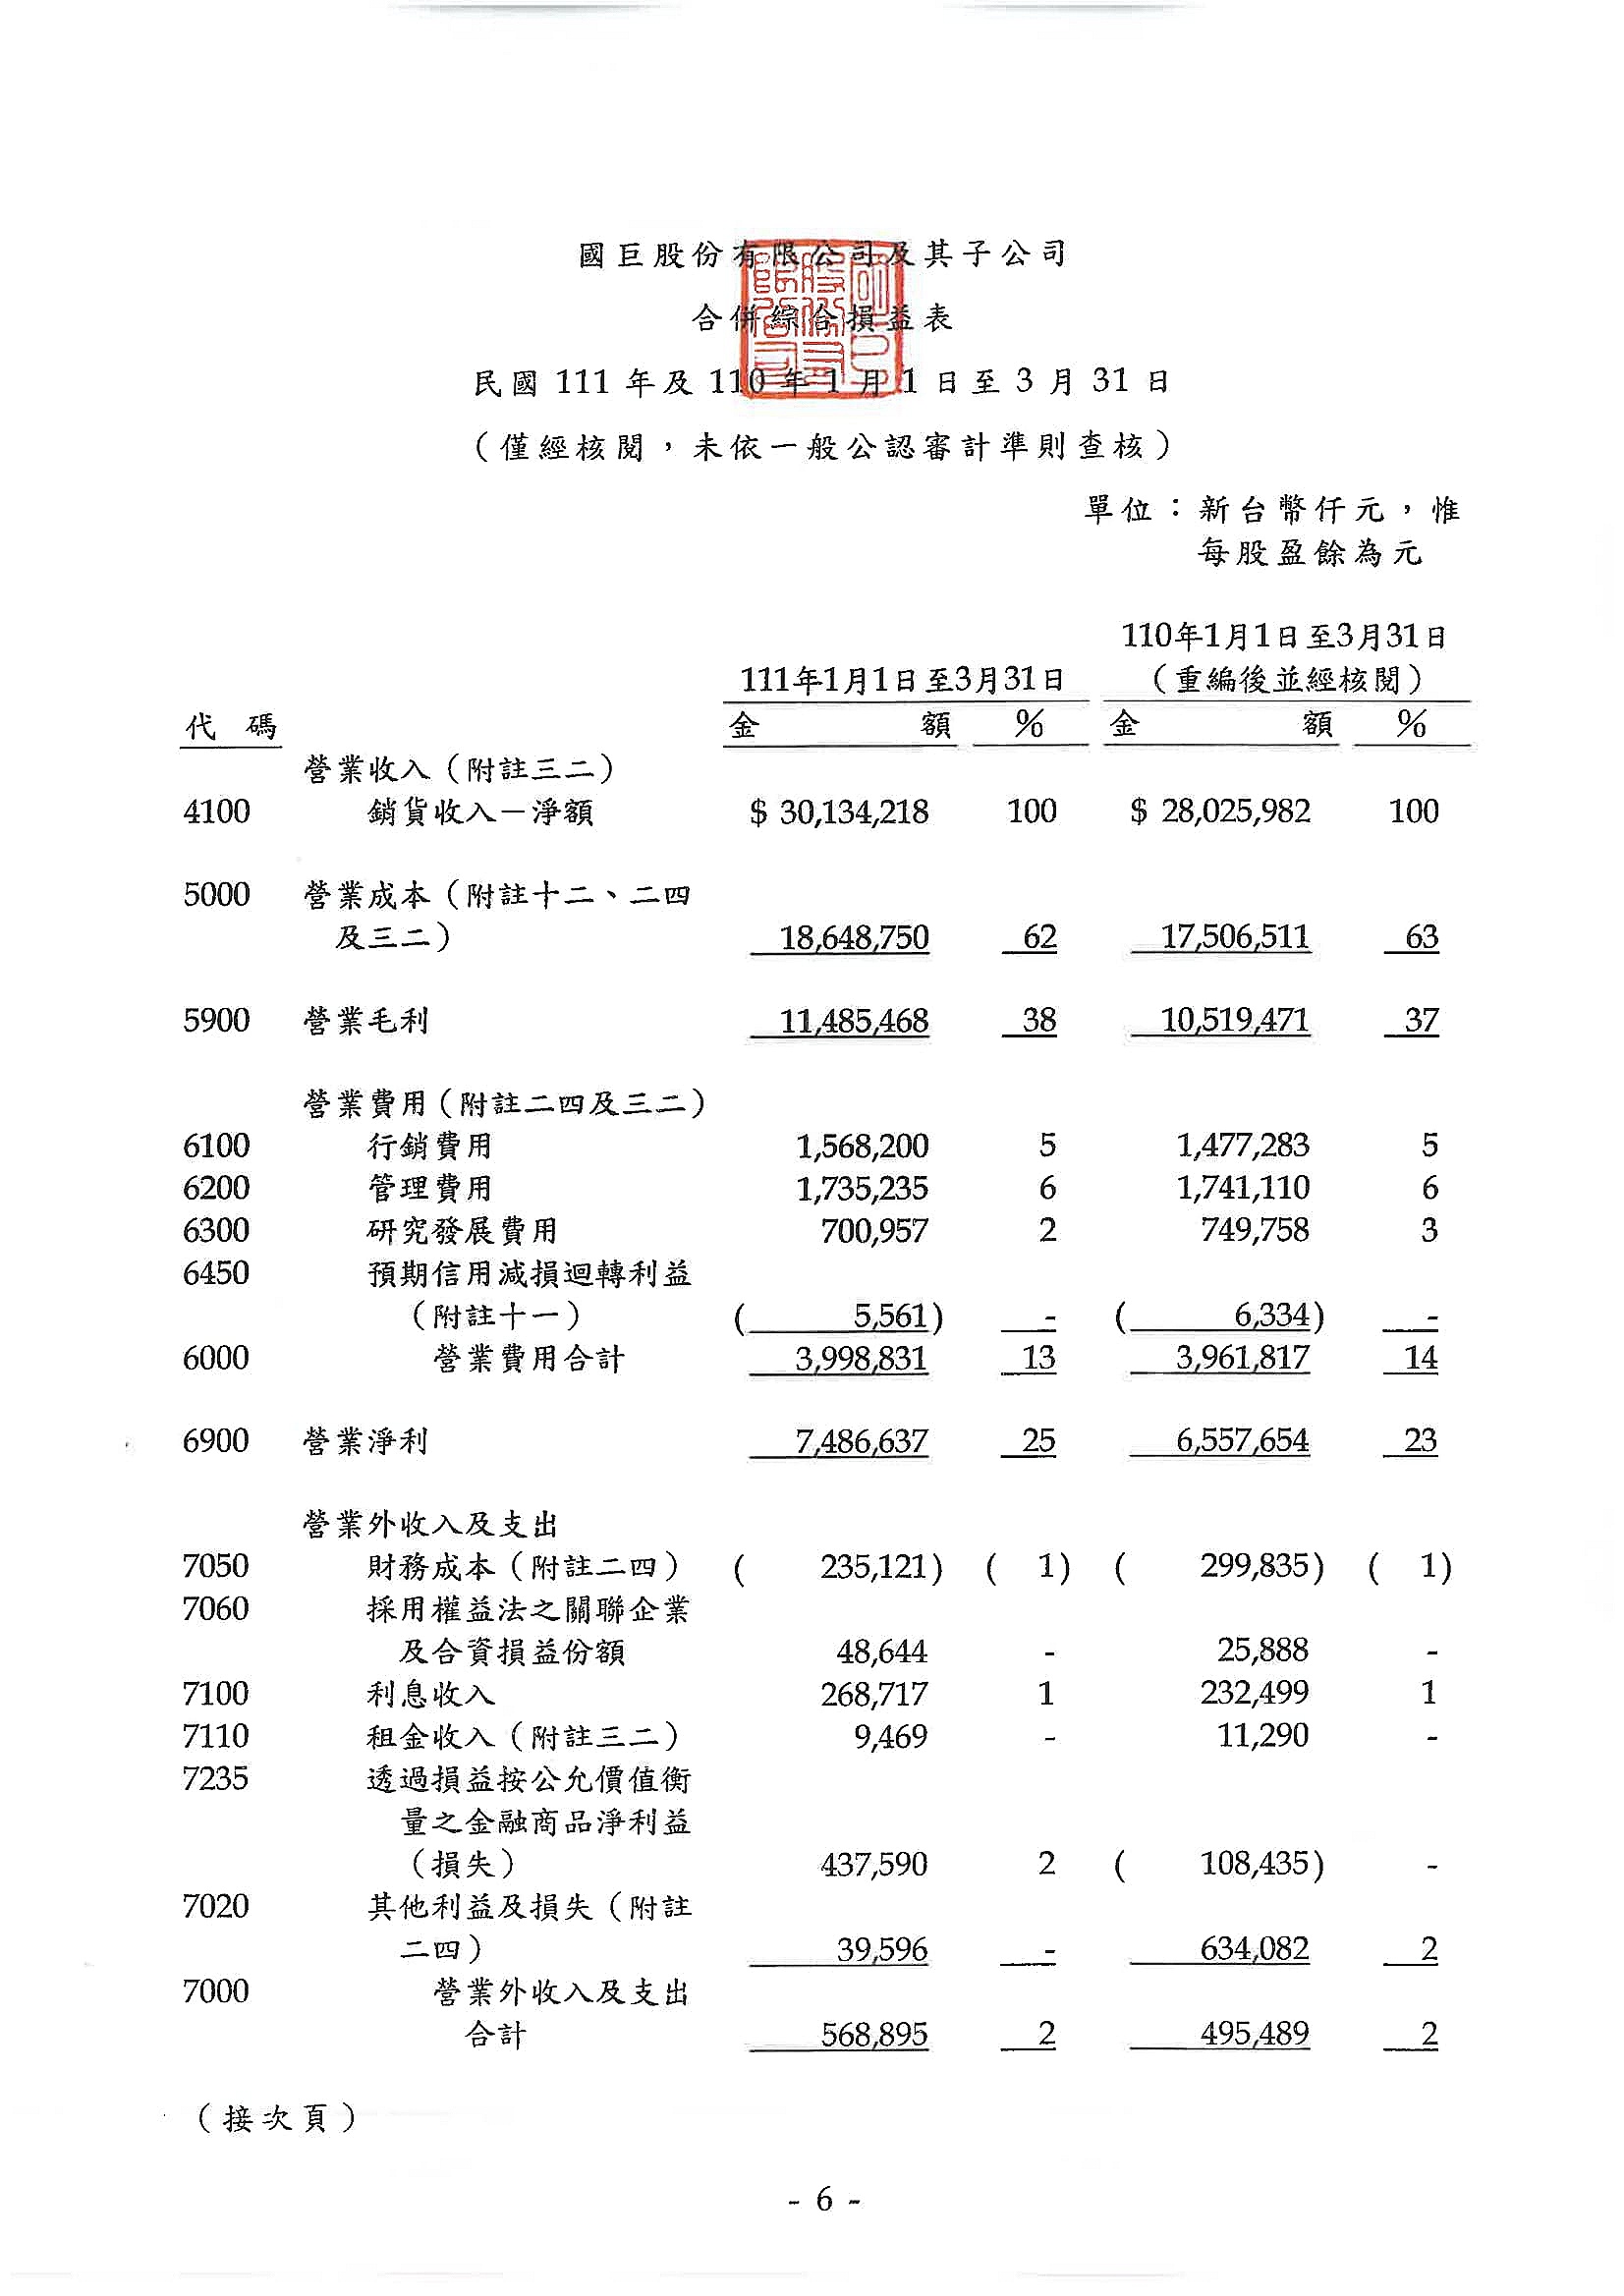 國巨股份有限公司及其子公司
合併綜合損益表
民國 111 年及 110 年 1 月 1 日至 3 月 31 日
（僅經核閱，未依一般公認審計準則查核）
單位：新台幣仟元，惟
每股盈餘為元
110年1月1日至3月31日
111年1月1日至3月31日 （重編後並經核閱）
代 碼 金 額 % 金 額 %
營業收入（附註三二）
4100 銷貨收入－淨額 $ 30,134,218 100 $ 28,025,982 100
5000 營業成本（附註十二、二四
及三二） 18,648,750 62 17,506,511 63
5900 營業毛利 11,485,468 38 10,519,471 37
營業費用（附註二四及三二）
6100 行銷費用 1,568,200 5 1,477,283 5
6200 管理費用 1,735,235 6 1,741,110 6
6300 研究發展費用 700,957 2 749,758 3
6450 預期信用減損迴轉利益
（附註十一） ( 5,561) - ( 6,334) -
6000 營業費用合計 3,998,831 13 3,961,817 14
6900 營業淨利 7,486,637 25 6,557,654 23
營業外收入及支出
7050 財務成本（附註二四） ( 235,121) ( 1) ( 299,835) ( 1)
7060 採用權益法之關聯企業
及合資損益份額 48,644 - 25,888 -
7100 利息收入 268,717 1 232,499 1
7110 租金收入（附註三二） 9,469 - 11,290 -
7235 透過損益按公允價值衡
量之金融商品淨利益
（損失） 437,590 2 ( 108,435) -
7020 其他利益及損失（附註
二四） 39,596 - 634,082 2
7000 營業外收入及支出
合計 568,895 2 495,489 2
（接次頁）
- 6 -